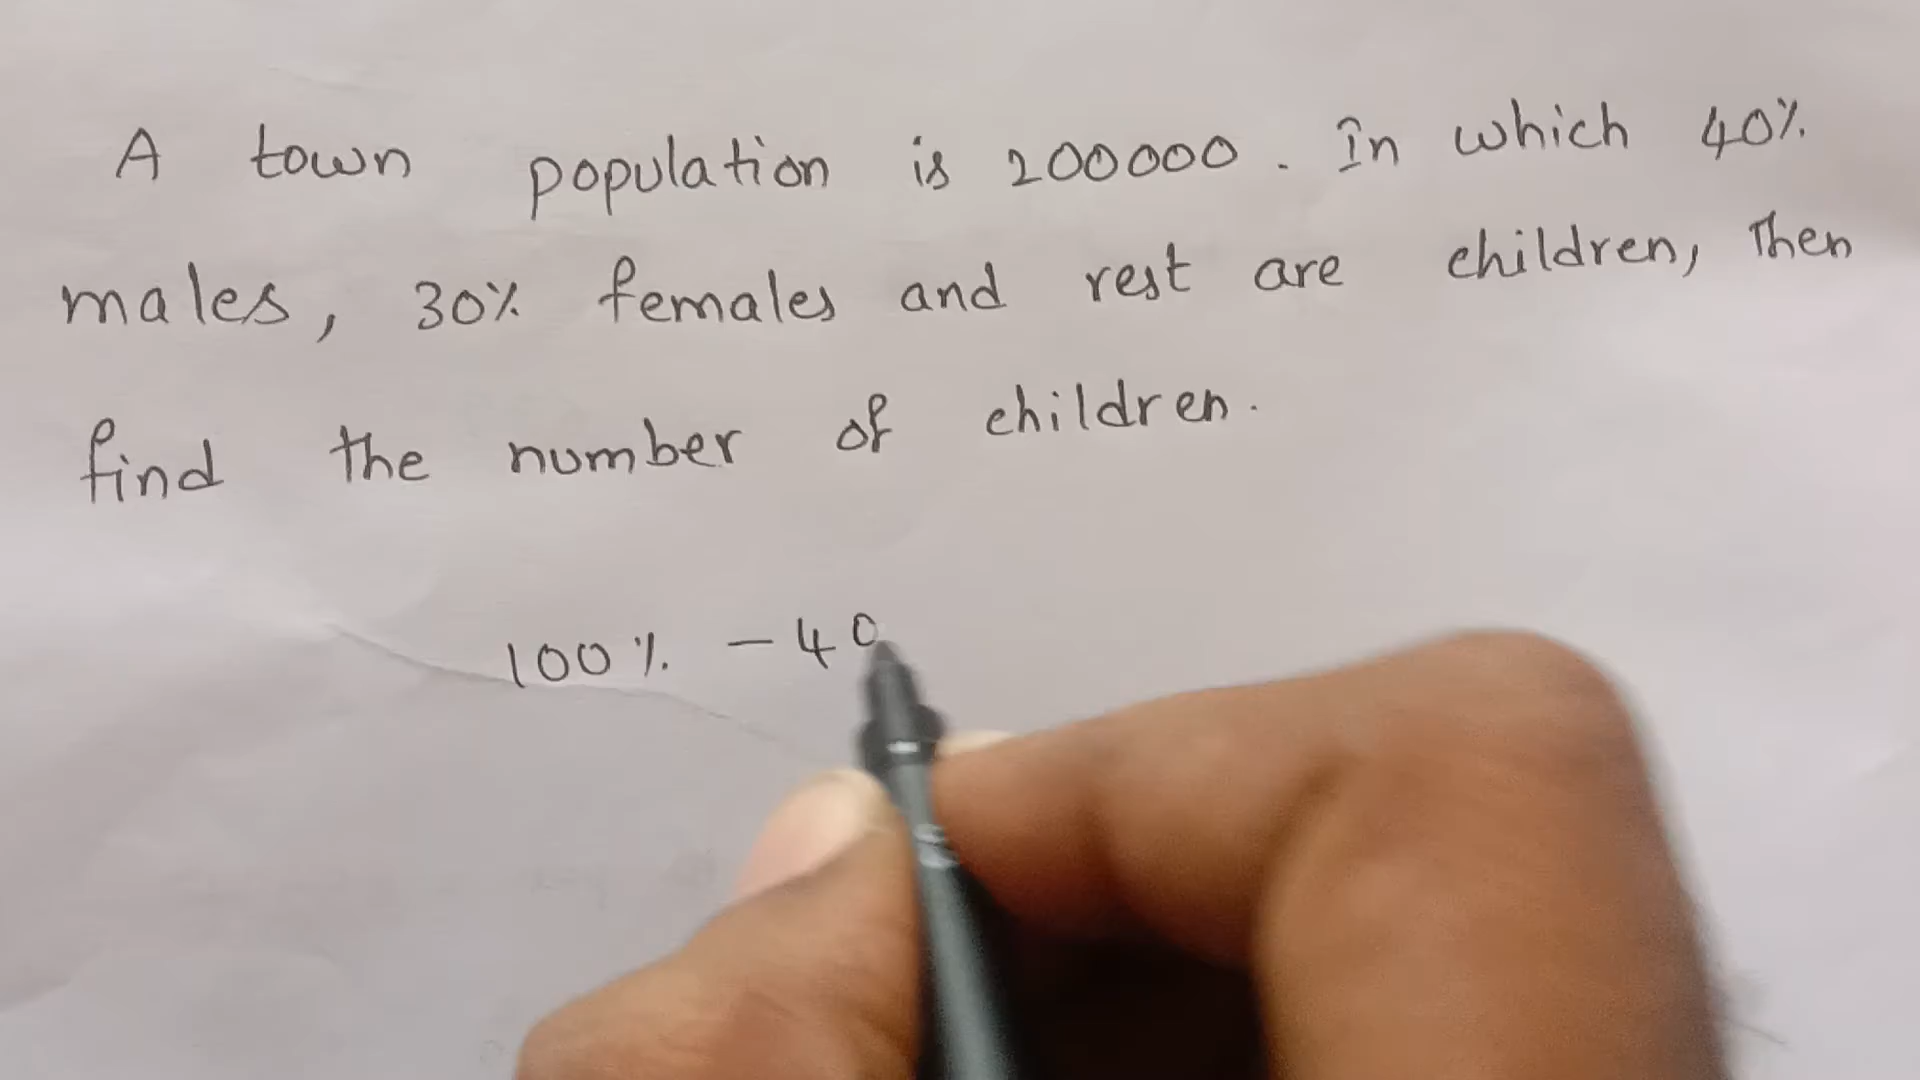 A town population is 200000. In which 40%
males, 30% females and rest are children, Then
find the number of children.
100% - 40